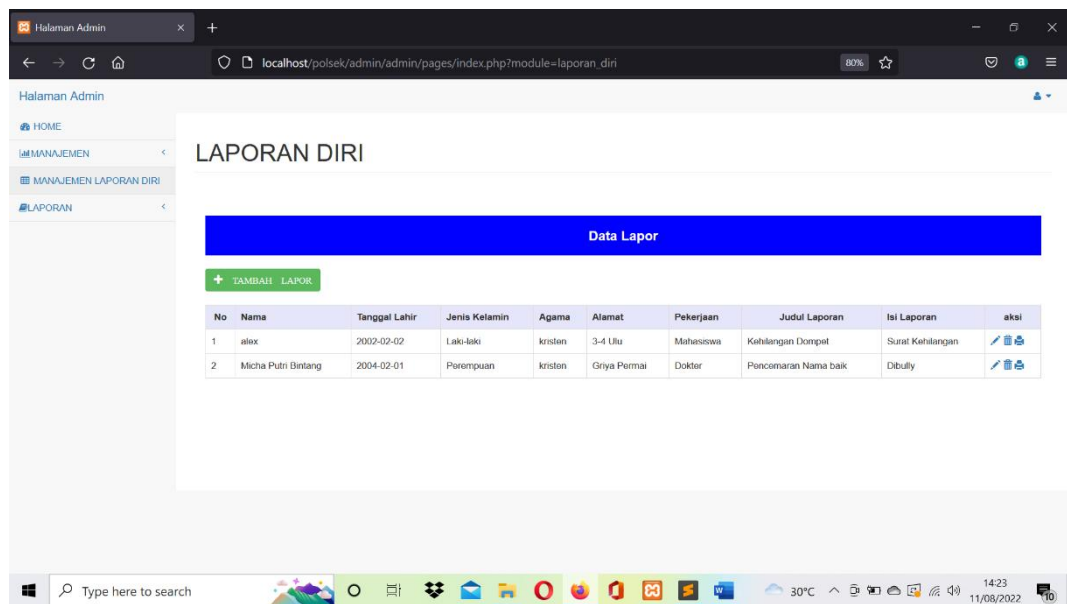 Halaman Admin
localhost/polsek/admin/admin/pages/index.php?module=laporan_diri
80%
Halaman Admin
HOME
MANAJEMEN
MANAJEMEN LAPORAN DIRI
LAPORAN
LAPORAN DIRI
Data Lapor
TAMBAH LAPOR
No Nama Tanggal Lahir Jenis Kelamin Agama Alamat Pekerjaan Judul Laporan Isi Laporan aksi
1 alex 2002-02-02 Laki-laki kristen 3-4 Ulu Mahasiswa Kehilangan Dompet Surat Kehilangan
2 Micha Putri Bintang 2004-02-01 Perempuan kristen Griya Permai Dokter Pencemaran Nama baik Dibully
Type here to search
30°C
14:23
11/08/2022
10